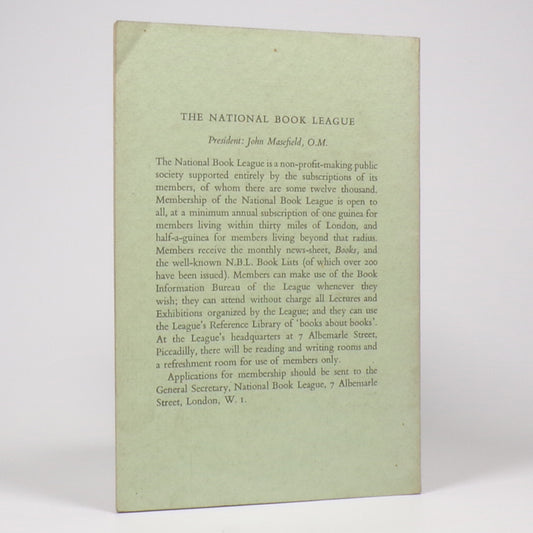 THE NATIONAL BOOK LEAGUE
President: John Masefield, O.M.
The National Book League is a non-profit-making public
society supported entirely by the subscriptions of its
members, of whom there are some twelve thousand.
Membership of the National Book League is open to
all, at a minimum annual subscription of one guinea for
members living within thirty miles of London, and
half-a-guinea for members living beyond that radius.
Members receive the monthly news-sheet, Books, and
the well-known N.B.L. Book Lists (of which over 200
have been issued). Members can make use of the Book
Information Bureau of the League whenever they
wish; they can attend without charge all Lectures and
Exhibitions organized by the League; and they can use
the League's Reference Library of ‘books about books’.
At the League's headquarters at 7 Albemarle Street,
Piccadilly, there will be reading and writing rooms and
a refreshment room for use of members only.
Applications for membership should be sent to the
General Secretary, National Book League, 7 Albemarle
Street, London, W. 1.